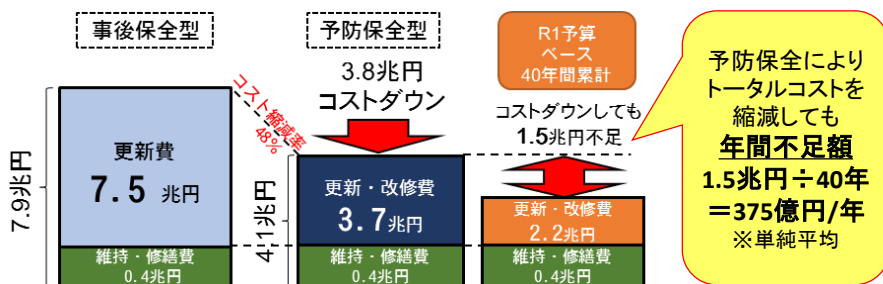 事後保全型
7.9兆円
更新費
7.5 兆円
維持・修繕費
0.4兆円
コスト縮減率
48%
予防保全型
3.8兆円
コストダウン
4.1兆円
更新・改修費
3.7兆円
維持・修繕費
0.4兆円
R1予算
ベース
40年間累計
コストダウンしても
1.5兆円不足
更新・改修費
2.2兆円
維持・修繕費
0.4兆円
予防保全により
トータルコストを
縮減しても
年間不足額
1.5兆円÷40年
=375億円/年
※単純平均